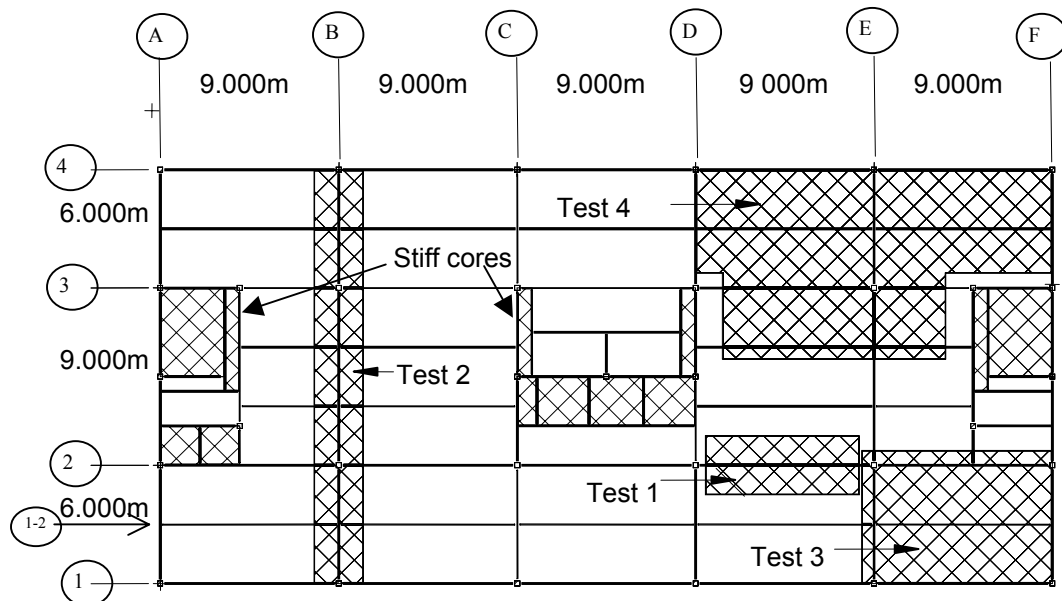 A B C D E F
9.000m 9.000m 9.000m 9 000m 9.000m
4
6.000m
Test 4
Stiff cores
3
9.000m
Test 2
2
Test 1
6.000m
1-2
Test 3
1